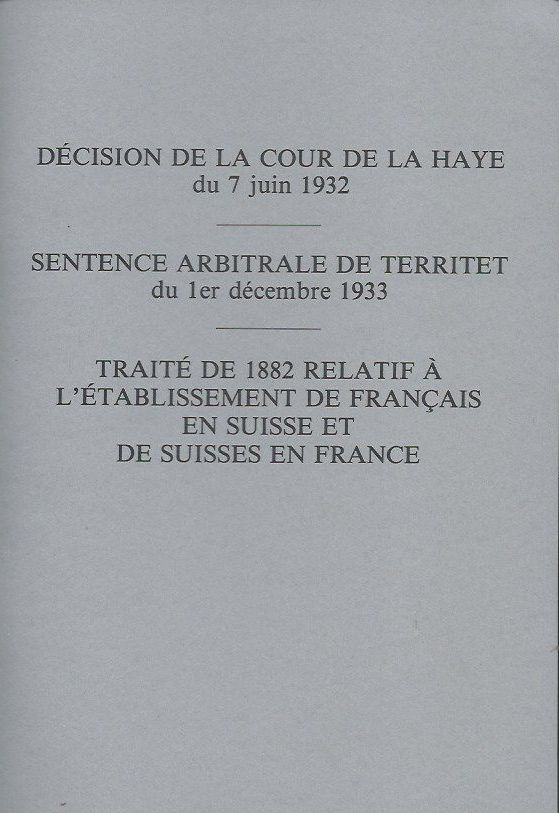 DÉCISION DE LA COUR DE LA HAYE
du 7 juin 1932
SENTENCE ARBITRALE DE TERRITET
du 1er décembre 1933
TRAITÉ DE 1882 RELATIF À
L'ÉTABLISSEMENT DE FRANÇAIS
EN SUISSE ET
DE SUISSES EN FRANCE